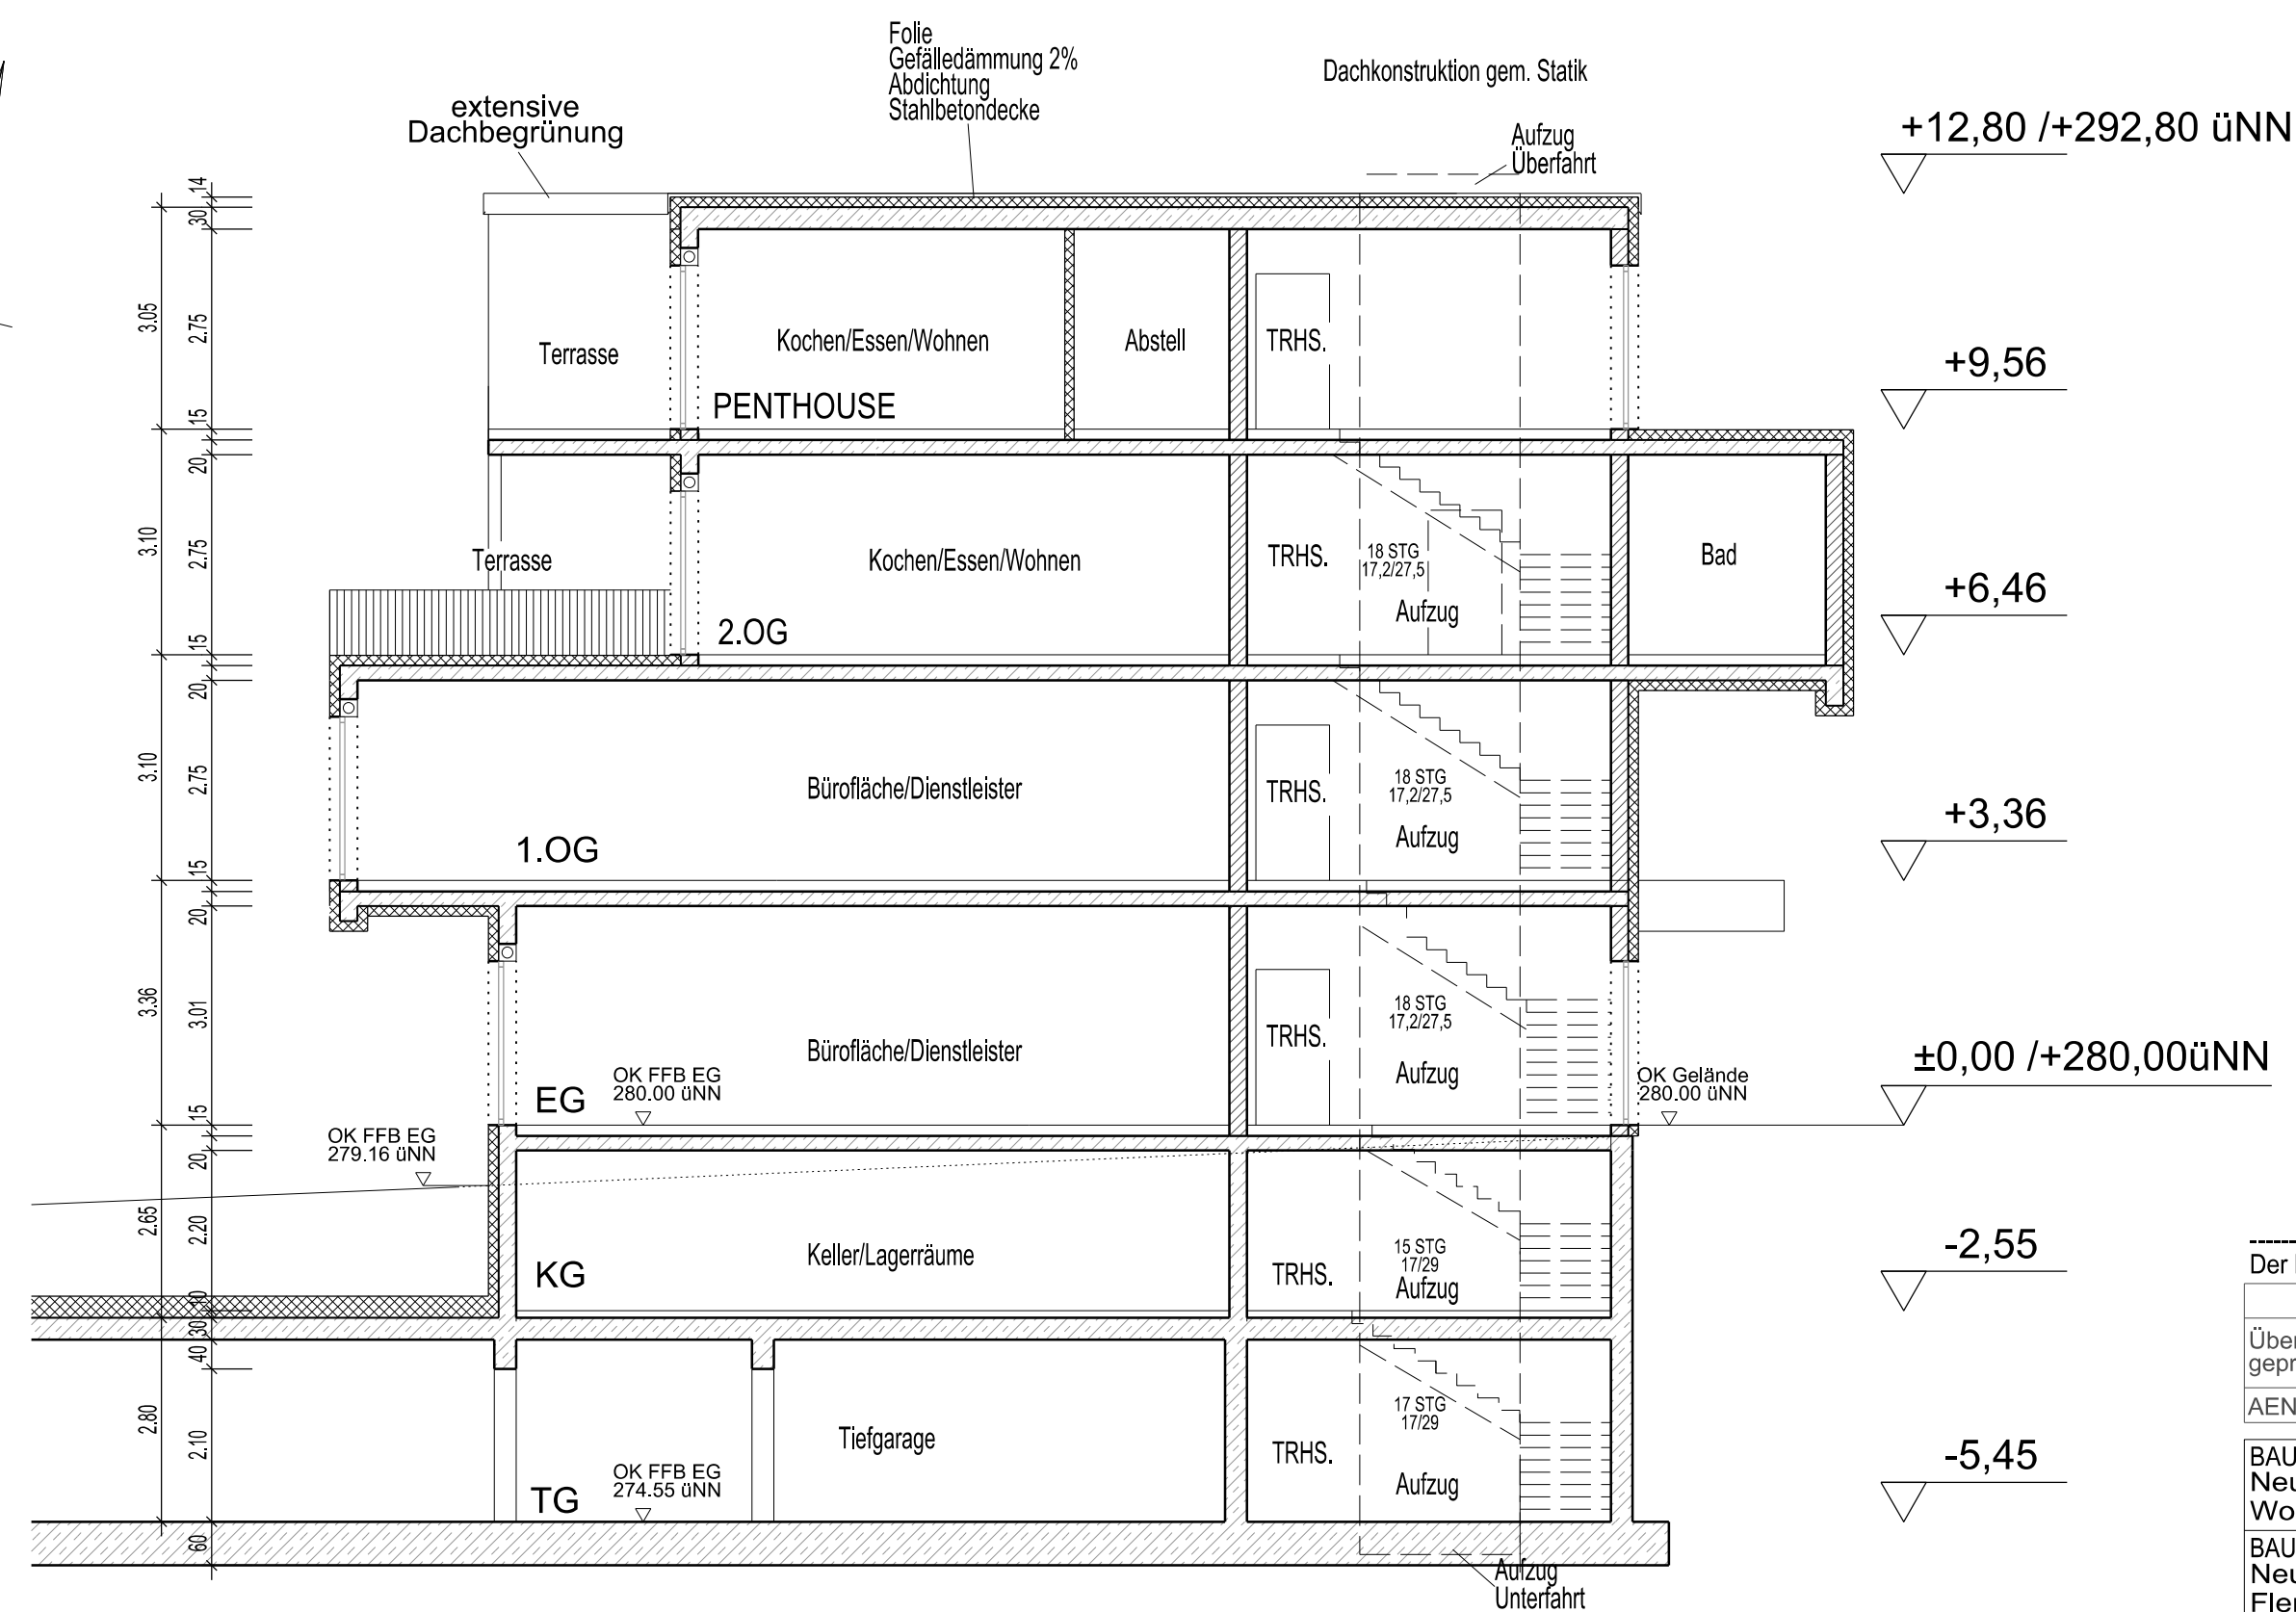 Folie
Gefälledämmung 2%
Abdichtung
Stahlbetondecke
Dachkonstruktion gem. Statik
extensive
Dachbegrünung
Aufzug
Überfahrt
+12,80 /+292,80 üNN
14
30
3.05
2.75
15
Terrasse
Kochen/Essen/Wohnen
Abstell
TRHS.
PENTHOUSE
+9,56
20
3.10
2.75
15
Terrasse
Kochen/Essen/Wohnen
TRHS.
18 STG
17,2/27,5
Aufzug
Bad
2.OG
+6,46
20
3.10
2.75
15
Bürofläche/Dienstleister
TRHS.
18 STG
17,2/27,5
Aufzug
1.OG
+3,36
20
3.36
3.01
15
Bürofläche/Dienstleister
TRHS.
18 STG
17,2/27,5
Aufzug
EG
OK FFB EG
280.00 üNN
OK Gelände
280.00 üNN
±0,00 /+280,00üNN
OK FFB EG
279.16 üNN
20
2.65
2.20
10
Keller/Lagerräume
KG
TRHS.
15 STG
17/29
Aufzug
-2,55
30
40
2.80
2.10
Tiefgarage
TRHS.
17 STG
17/29
Aufzug
TG
OK FFB EG
274.55 üNN
-5,45
60
Aufzug
Unterfahrt
Der
AEN
BAU
Neu
BAU
Neu